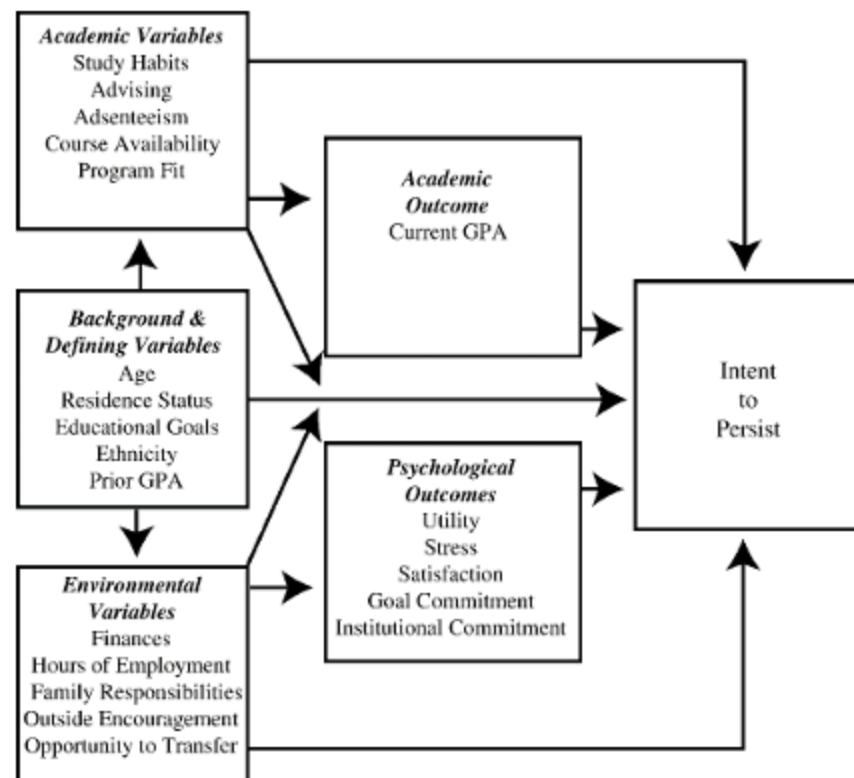 Academic Variables
Study Habits
Advising
Adsenteeism
Course Availability
Program Fit
Academic
Outcome
Current GPA
Background &
Defining Variables
Age
Residence Status
Educational Goals
Ethnicity
Prior GPA
Intent
to
Persist
Psychological
Outcomes
Utility
Stress
Satisfaction
Goal Commitment
Institutional Commitment
Environmental
Variables
Finances
Hours of Employment
Family Responsibilities
Outside Encouragement
Opportunity to Transfer